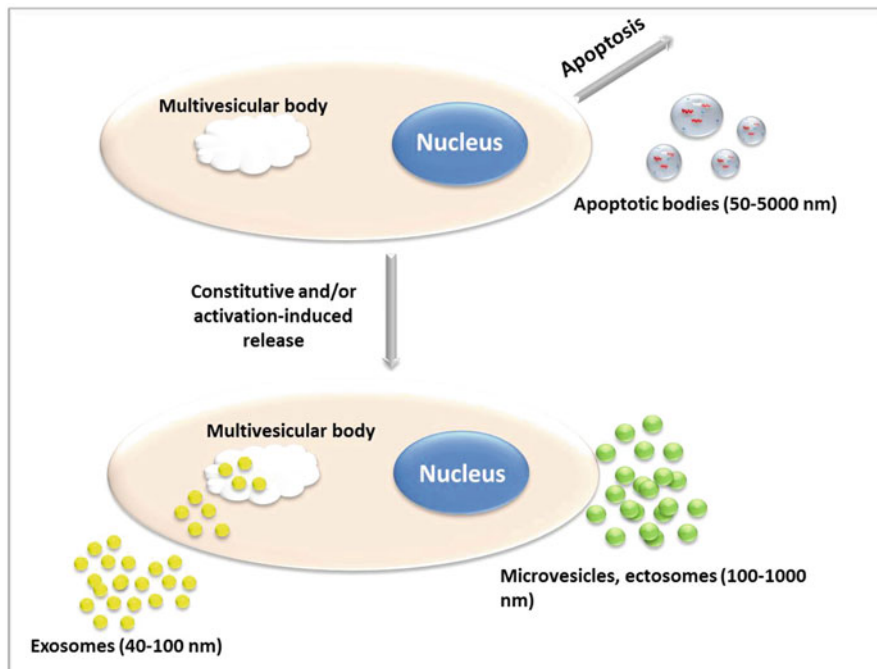 Apoptosis
Multivesicular body
Nucleus
Apoptotic bodies (50-5000 nm)
Constitutive and/or
activation-induced
release
Multivesicular body
Nucleus
Microvesicles, ectosomes (100-1000
nm)
Exosomes (40-100 nm)